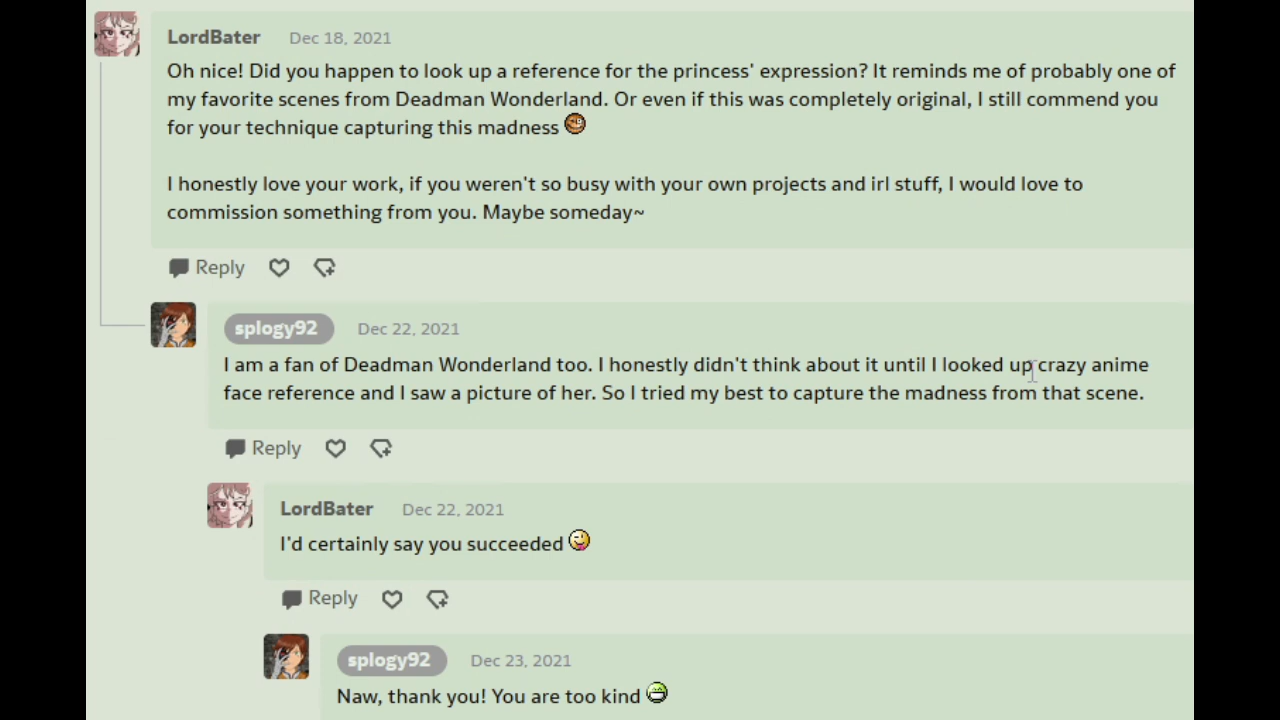 LordBater Dec 18, 2021
Oh nice! Did you happen to look up a reference for the princess' expression? It reminds me of probably one of
my favorite scenes from Deadman Wonderland. Or even if this was completely original, I still commend you
for your technique capturing this madness
I honestly love your work, if you weren't so busy with your own projects and irl stuff, I would love to
commission something from you. Maybe someday~
Reply
splogy92 Dec 22, 2021
I am a fan of Deadman Wonderland too. I honestly didn't think about it until I looked up crazy anime
face reference and I saw a picture of her. So I tried my best to capture the madness from that scene.
Reply
LordBater Dec 22, 2021
I'd certainly say you succeeded
Reply
splogy92 Dec 23, 2021
Naw, thank you! You are too kind